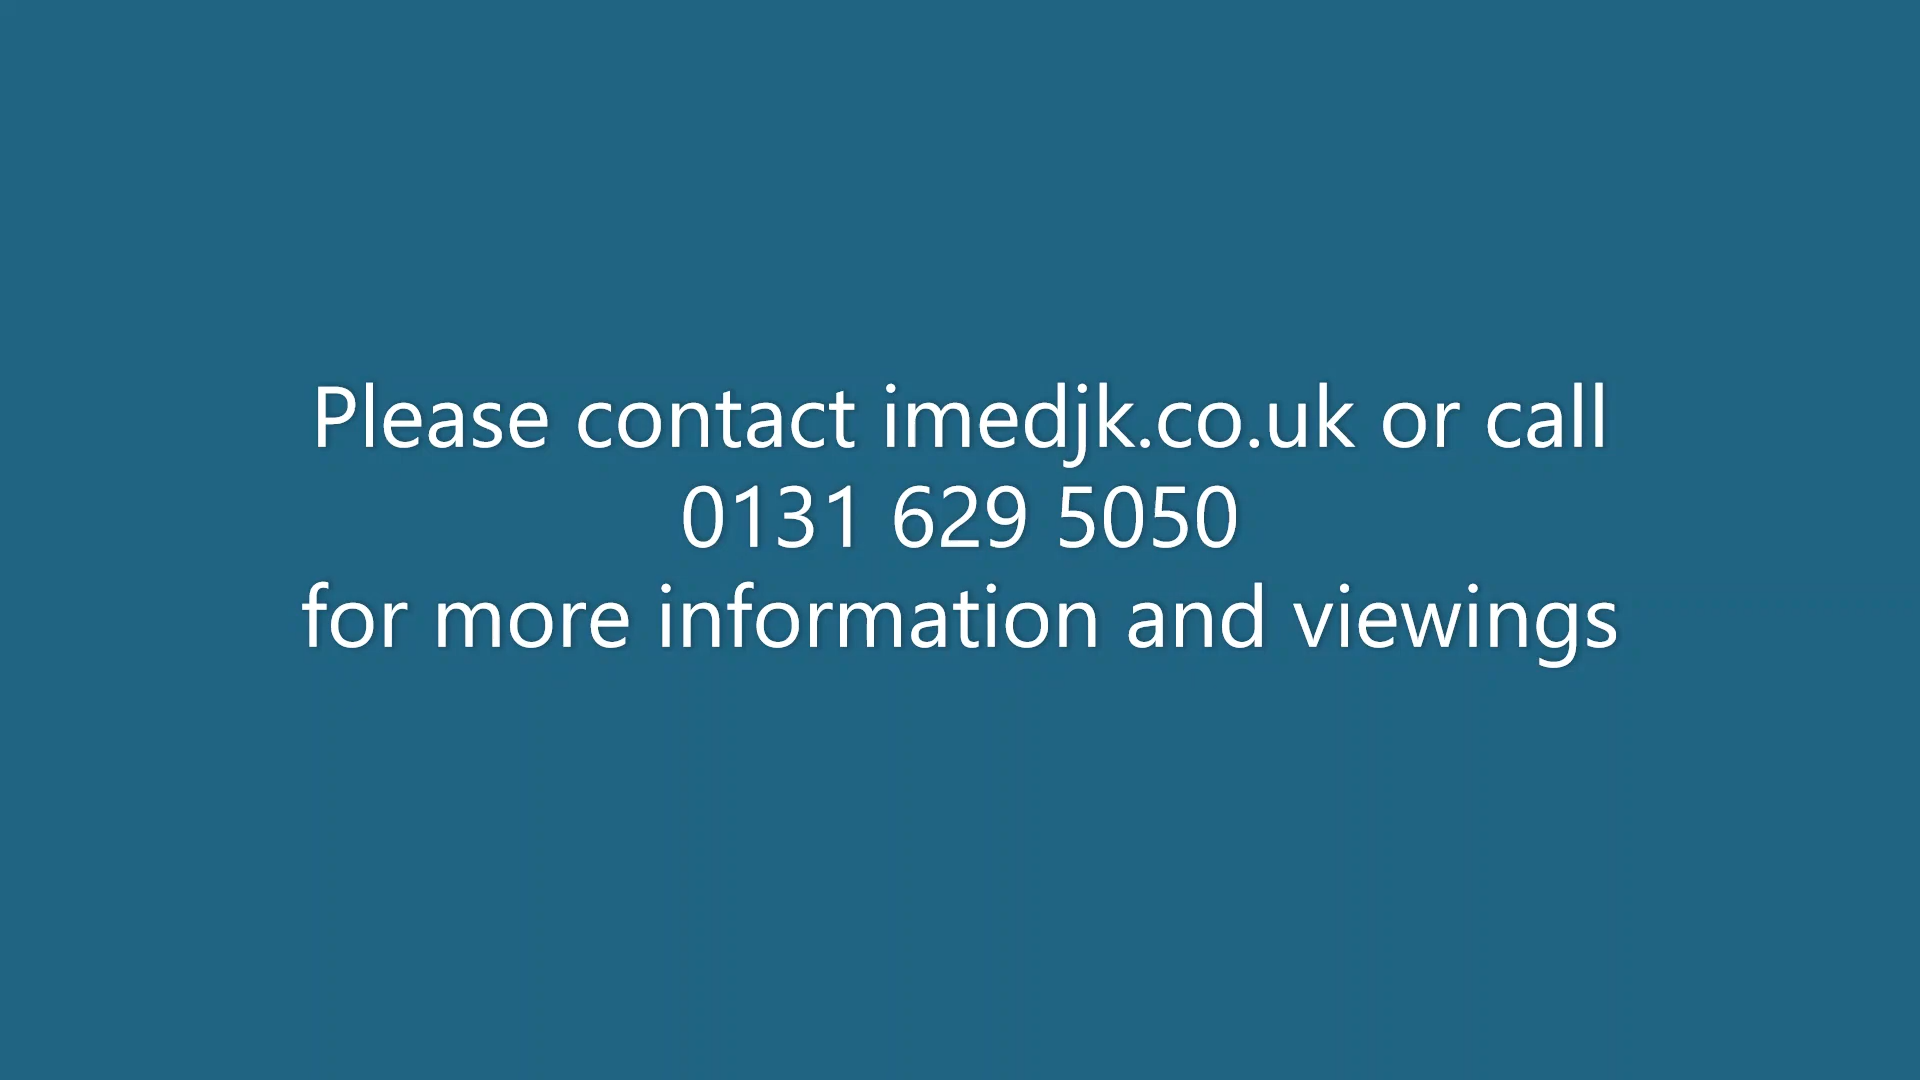 Please contact imedjk.co.uk or call
0131 629 5050
for more information and viewings